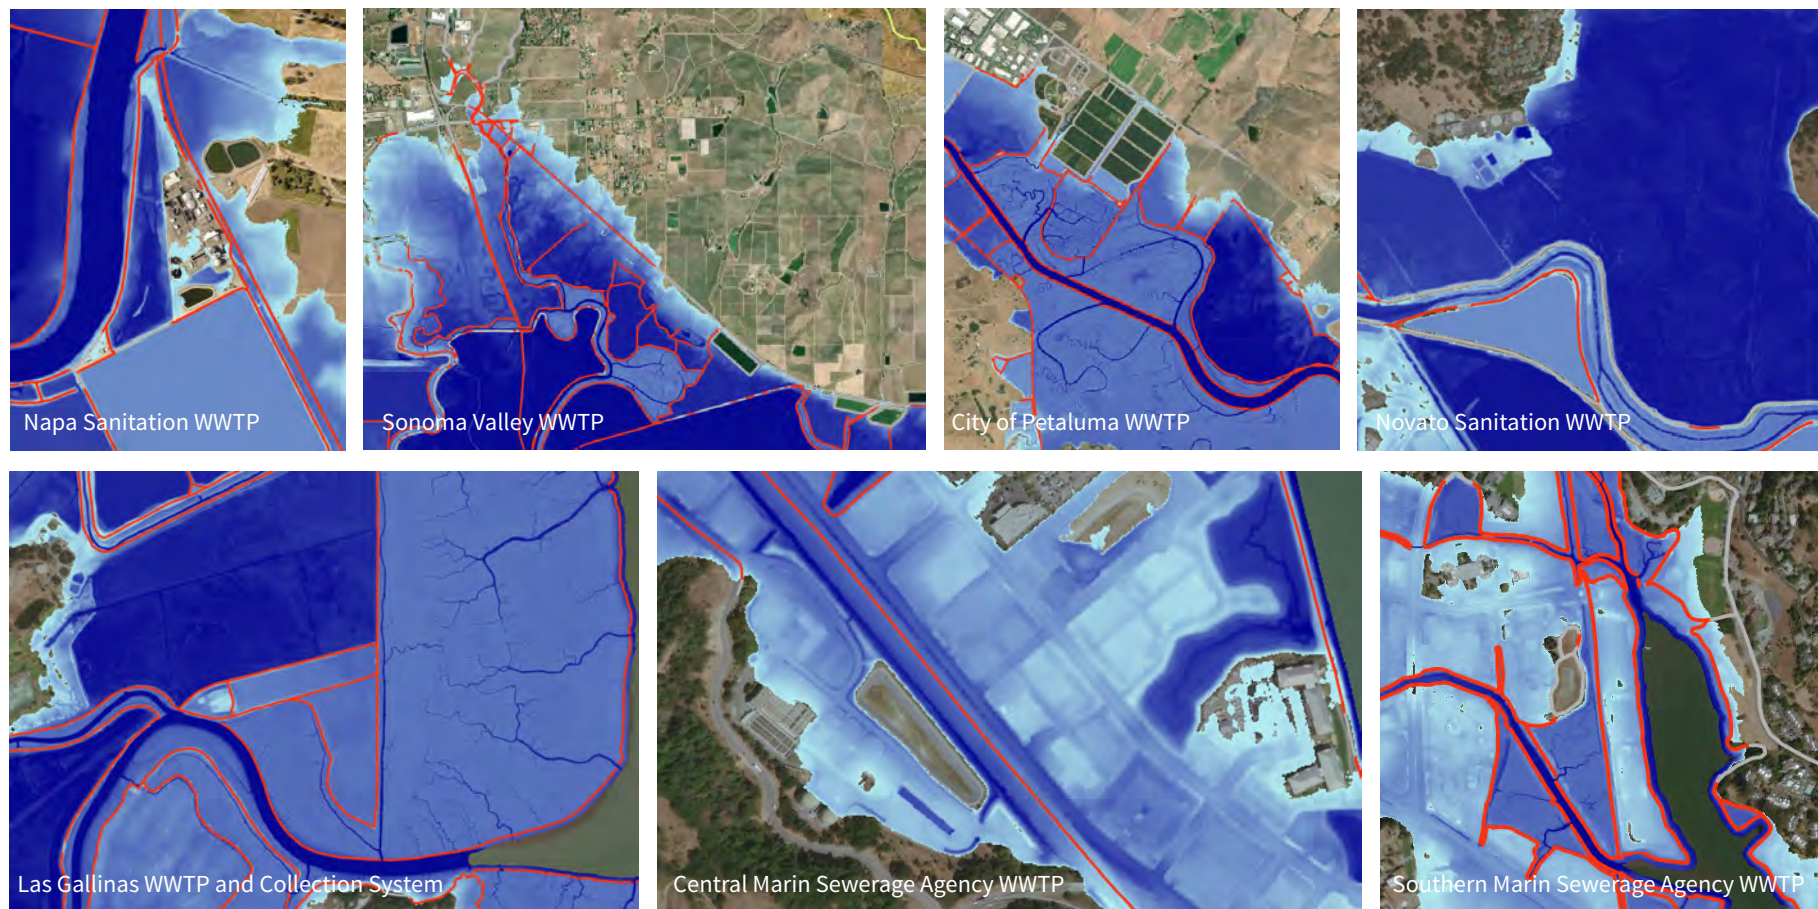 Napa Sanitation WWTP
Sonoma Valley WWTP
City of Petaluma WWTP
Novato Sanitation WWTP
Las Gallinas WWTP and Collection System
Central Marin Sewerage Agency WWTP
Southern Marin Sewerage Agency WWTP